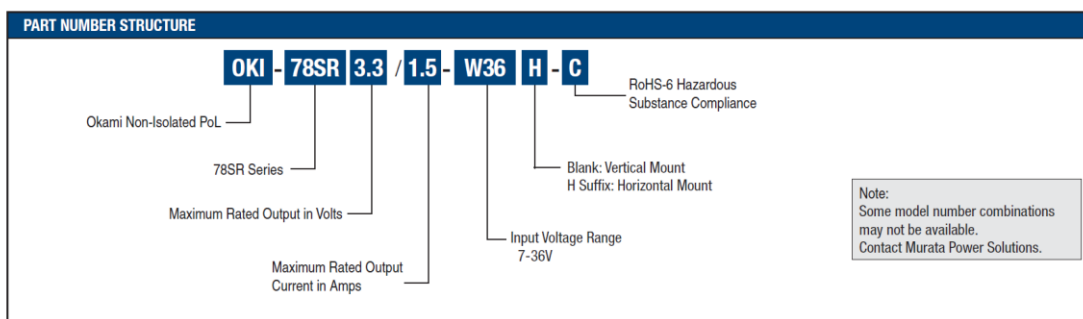 PART NUMBER STRUCTURE
OKI - 78SR 3.3 / 1.5 - W36 H - C
RoHS-6 Hazardous
Substance Compliance
Okami Non-Isolated PoL
78SR Series
Blank: Vertical Mount
H Suffix: Horizontal Mount
Maximum Rated Output in Volts
Input Voltage Range
7-36V
Maximum Rated Output
Current in Amps
Note:
Some model number combinations
may not be available.
Contact Murata Power Solutions.